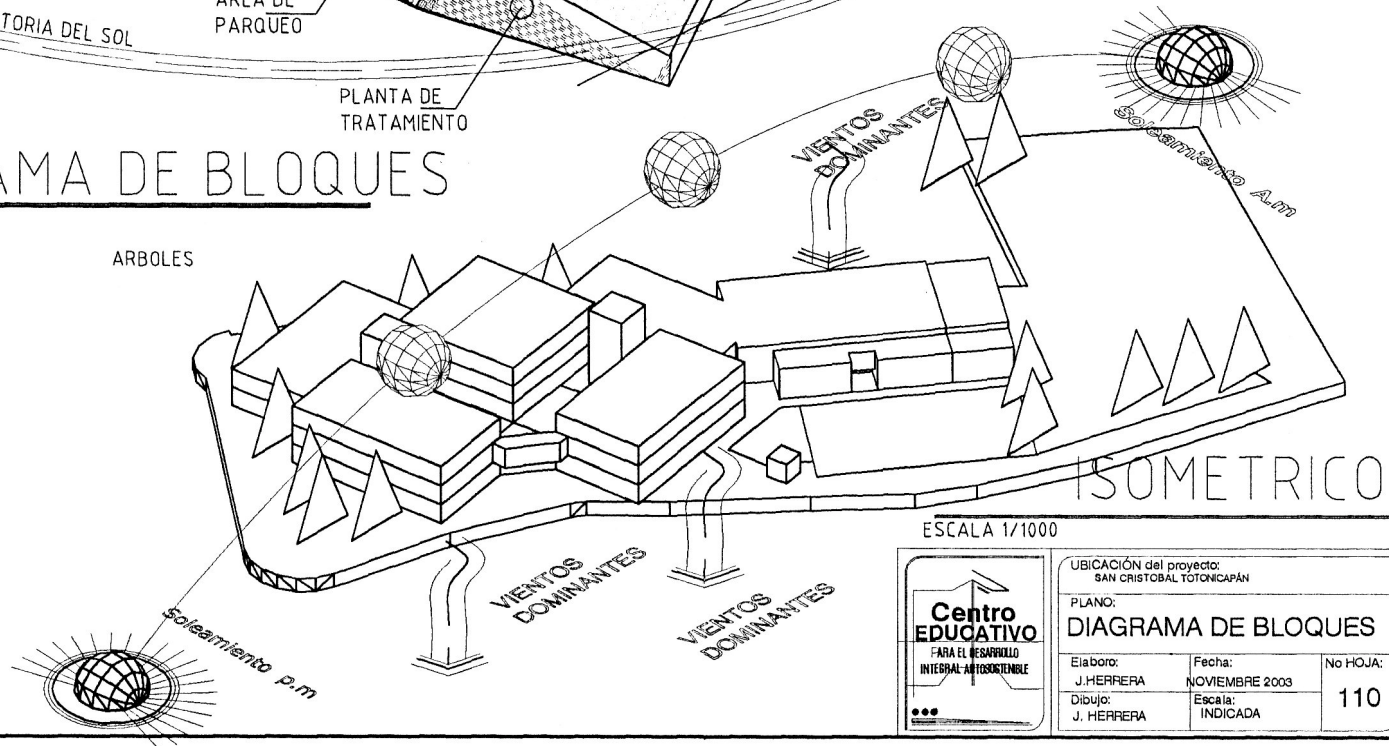 AREA DE
PARQUEO
TORIA DEL SOL
PLANTA DE
TRATAMIENTO
AMA DE BLOQUES
ARBOLES
VIENTOS
DOMINANTES
Soleamiento A.m
VIENTOS
DOMINANTES
VIENTOS
DOMINANTES
Soleamiento p.m
ISOMETRICO
ESCALA 1/1000
Centro
EDUCATIVO
PARA EL DESARROLLO
INTEGRAL AUTOSOSTENIBLE
UBICACIÓN del proyecto:
SAN CRISTOBAL TOTONICAPÁN
PLANO:
DIAGRAMA DE BLOQUES
Elaboro:
J.HERRERA
Fecha:
NOVIEMBRE 2003
No HOJA:
110
Dibujo:
J. HERRERA
Escala:
INDICADA